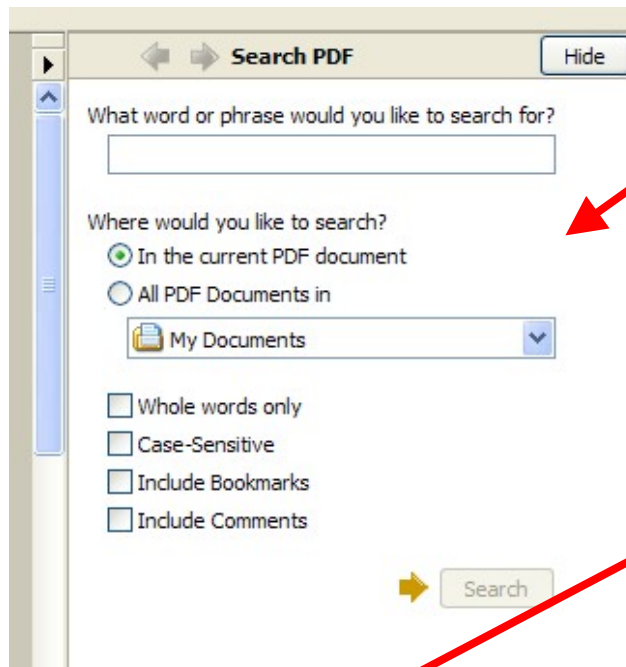 Search PDF Hide
What word or phrase would you like to search for?
Where would you like to search?
In the current PDF document
All PDF Documents in
My Documents
Whole words only
Case-Sensitive
Include Bookmarks
Include Comments
Search